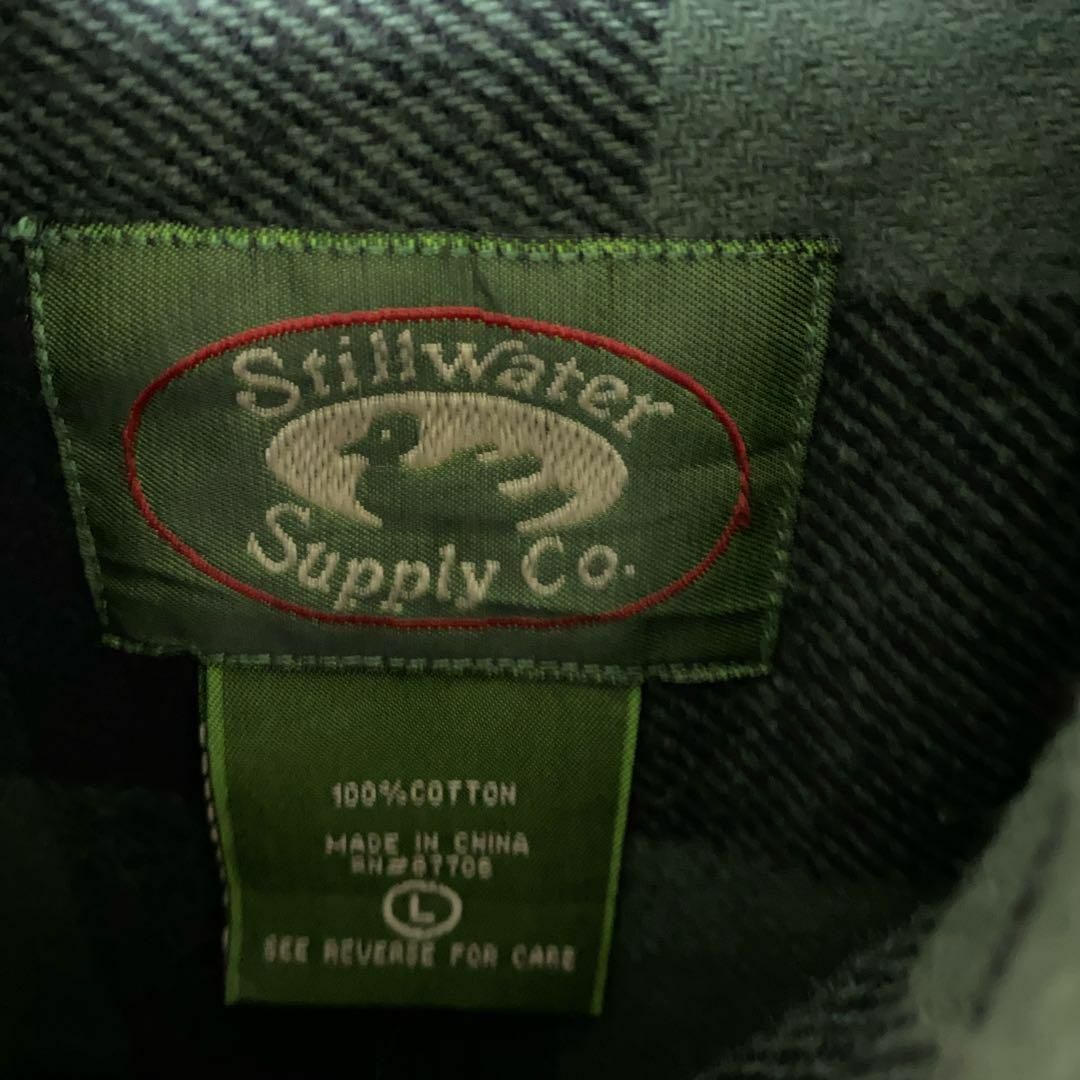 Stillwater
Supply Co.
100% COTTON
MADE IN CHINA
RN#87706
L
SEE REVERSE FOR CARE